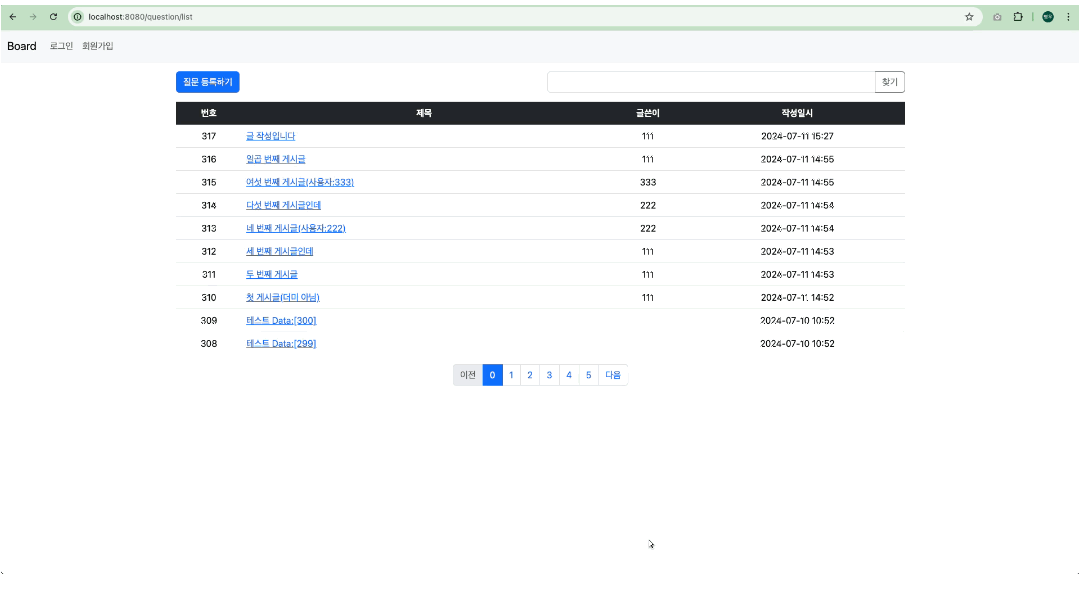 localhost:8080/question/list
Board 로그인 회원가입
질문 등록하기 찾기
번호 제목 글쓴이 작성일시
317 글 작성입니다 111 2024-07-11 15:27
316 일곱 번째 게시글 111 2024-07-11 14:55
315 여섯 번째 게시글(사용자:333) 333 2024-07-11 14:55
314 다섯 번째 게시글인데 222 2024-07-11 14:54
313 네 번째 게시글(사용자:222) 222 2024-07-11 14:54
312 세 번째 게시글인데 111 2024-07-11 14:53
311 두 번째 게시글 111 2024-07-11 14:53
310 첫 게시글(더미 아님) 111 2024-07-11 14:52
309 테스트 Data:[300] 2024-07-10 10:52
308 테스트 Data:[299] 2024-07-10 10:52
이전 0 1 2 3 4 5 다음